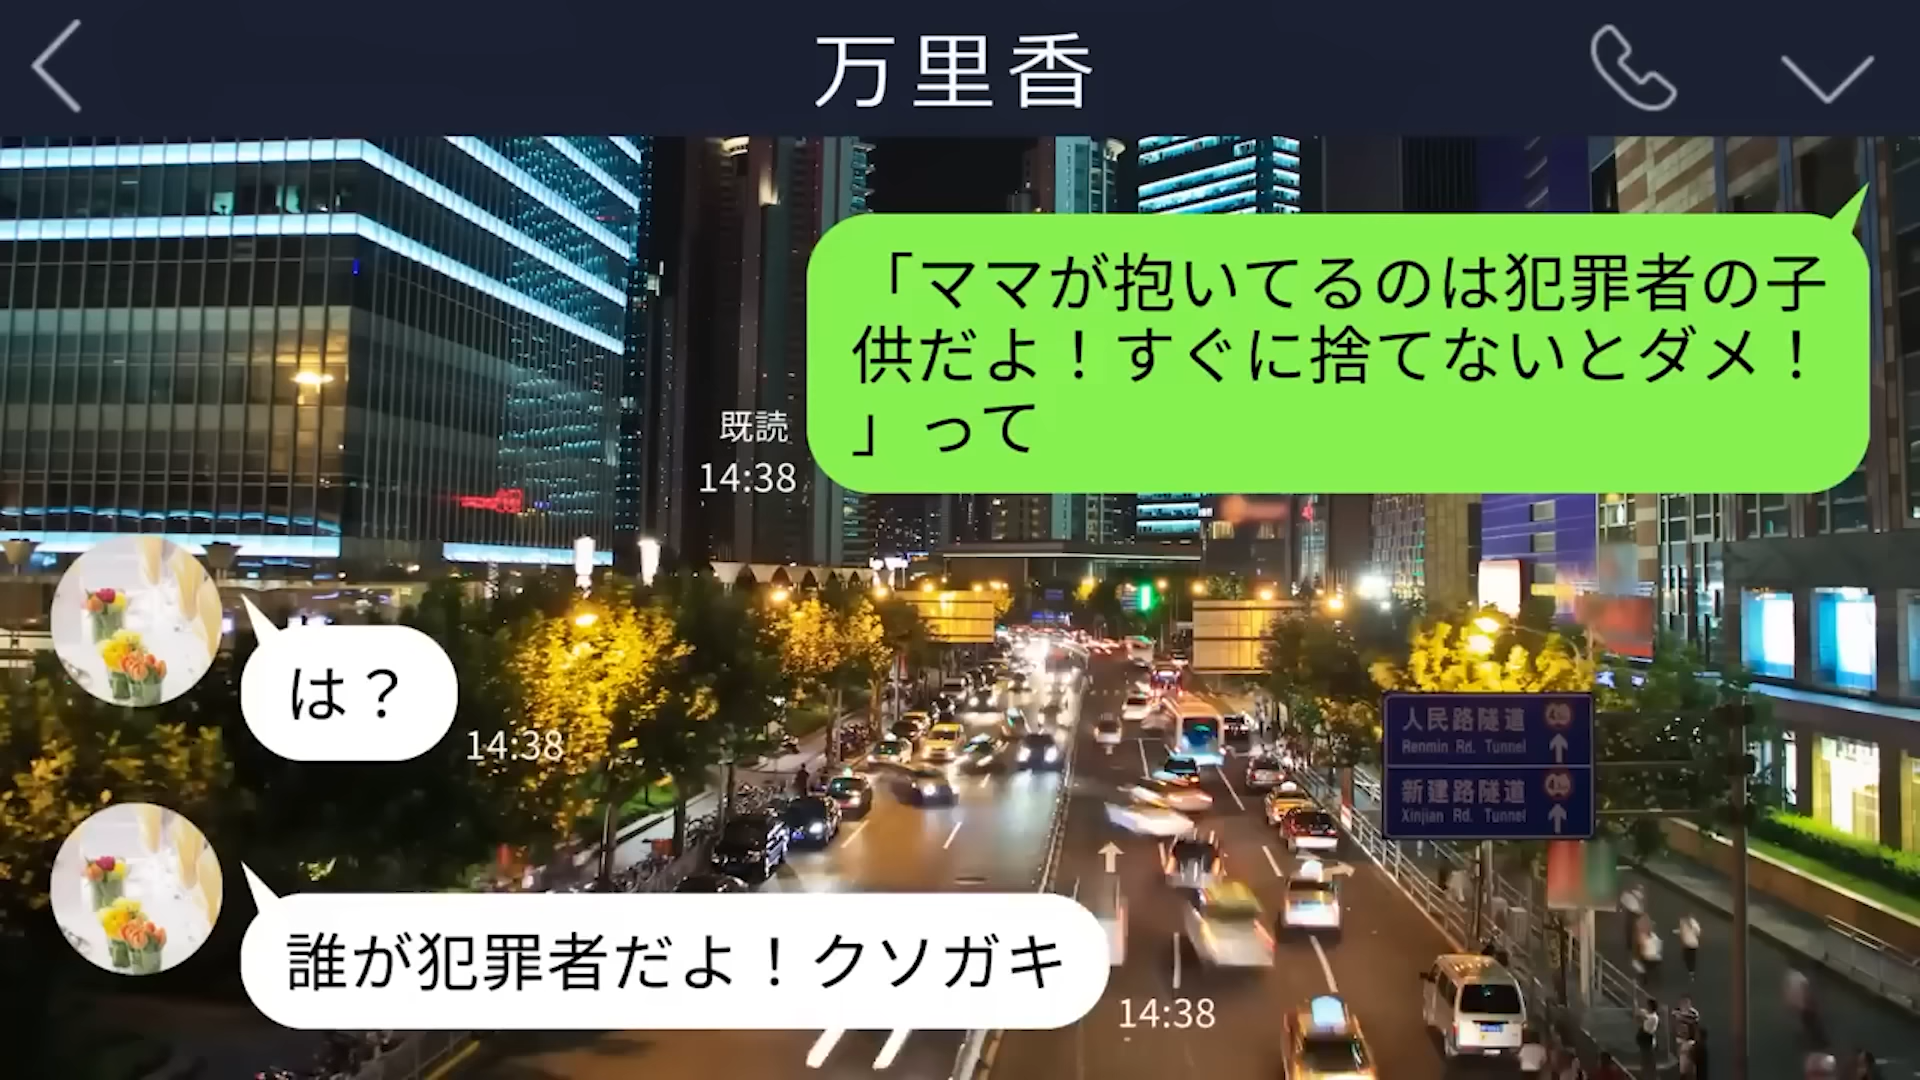 万里香
「ママが抱いてるのは犯罪者の子
供だよ！すぐに捨てないとダメ！
」 って
既読
14:38
は？
14:38
誰が犯罪者だよ！クソガキ
14:38
人民路隧道
Renmin Rd. Tunnel
新建路隧道
Xinjian Rd. Tunnel